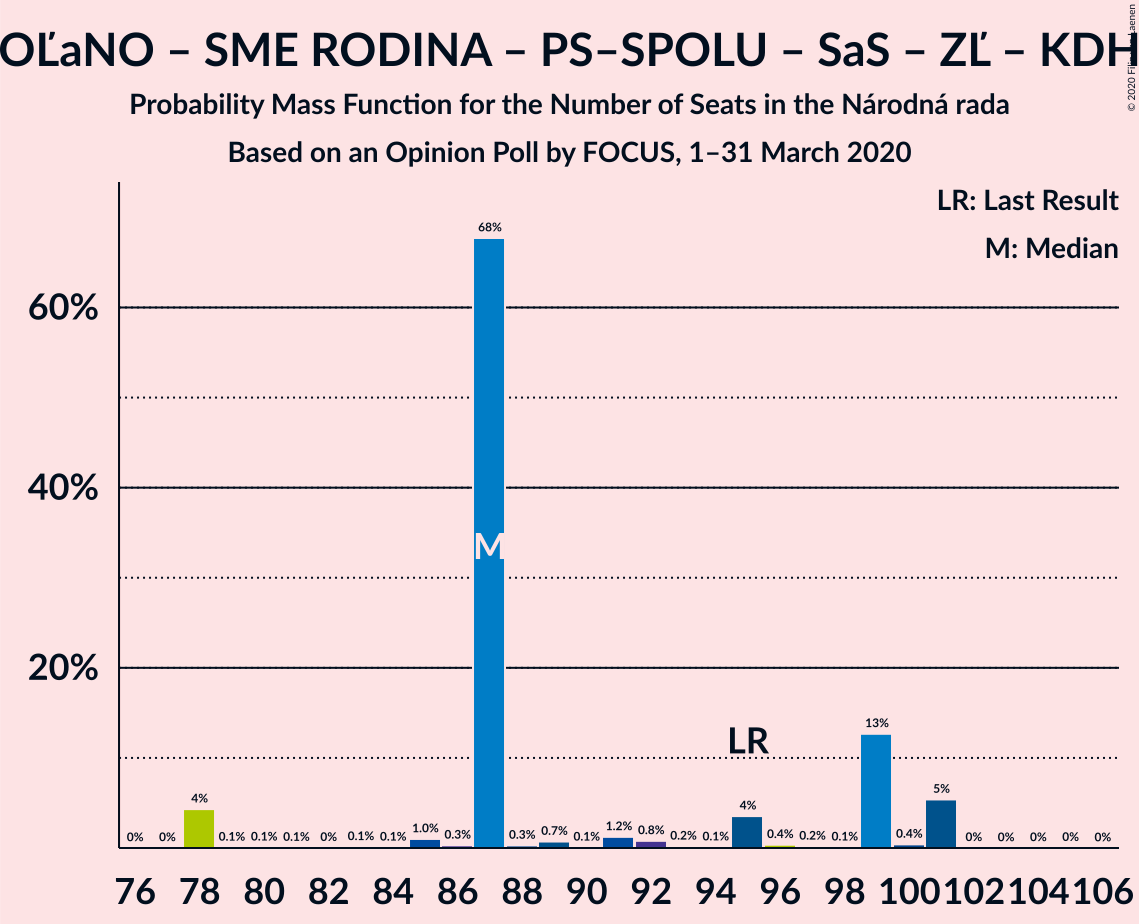 OĽaNO – SME RODINA – PS–SPOLU – SaS – ZĽ – KDH
Probability Mass Function for the Number of Seats in the Národná rada
Based on an Opinion Poll by FOCUS, 1–31 March 2020
© 2020 Filip van Laenen
LR: Last Result
M: Median
68%
60%
M
40%
20%
LR
13%
5%
4%
4%
0% 0% 0.1% 0.1% 0.1% 0% 0.1% 0.1% 1.0% 0.3% 0.3% 0.7% 0.1% 1.2% 0.8% 0.2% 0.1% 0.4% 0.2% 0.1% 0.4% 0% 0% 0% 0% 0%
76 78 80 82 84 86 88 90 92 94 96 98 100 102 104 106